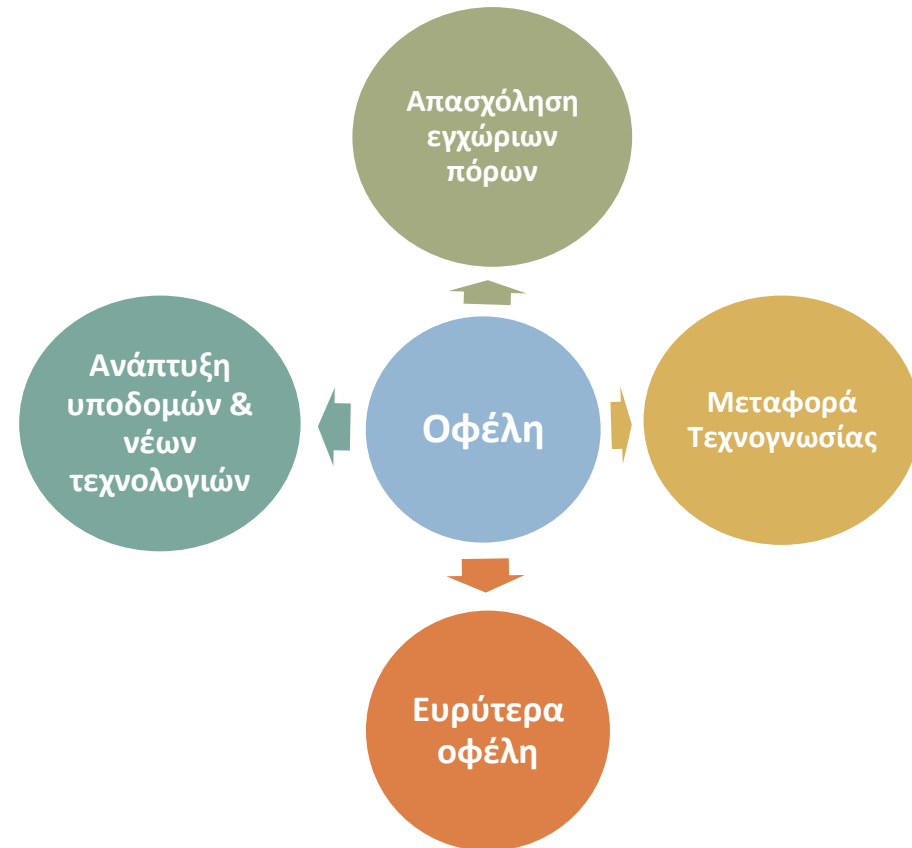 Απασχόληση
εγχώριων
πόρων
Ανάπτυξη
υποδομών &
νέων
τεχνολογιών
Οφέλη
Μεταφορά
Τεχνογνωσίας
Ευρύτερα
οφέλη